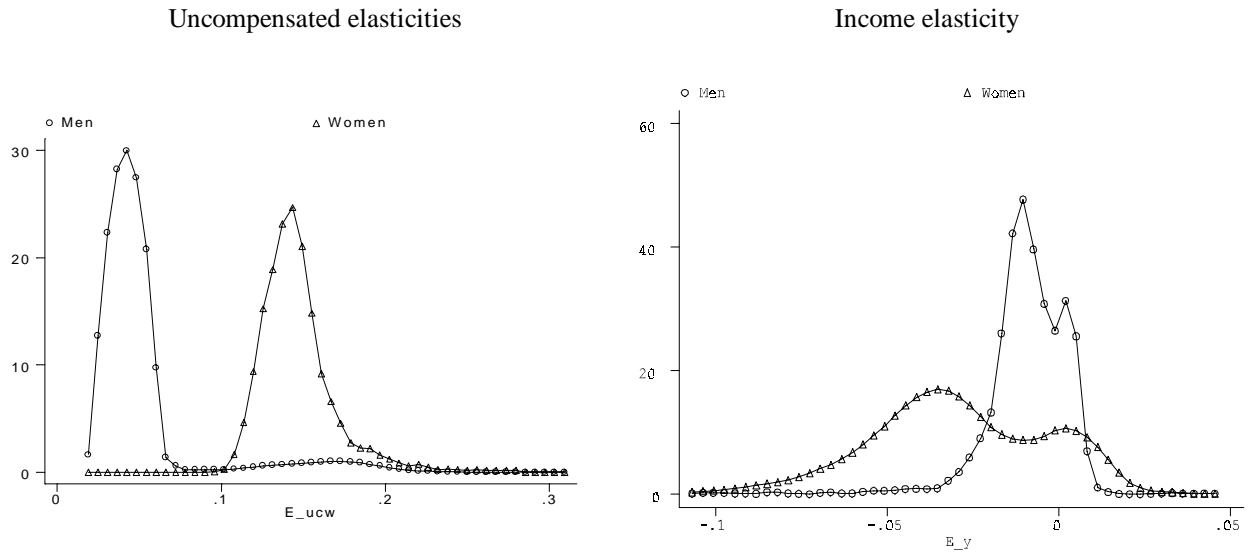 Uncompensated elasticities
Income elasticity
Men
Women
30
20
10
0
0
.1
.2
.3
E_ucw
Men
Women
60
40
20
0
-.1
-.05
0
.05
E_y